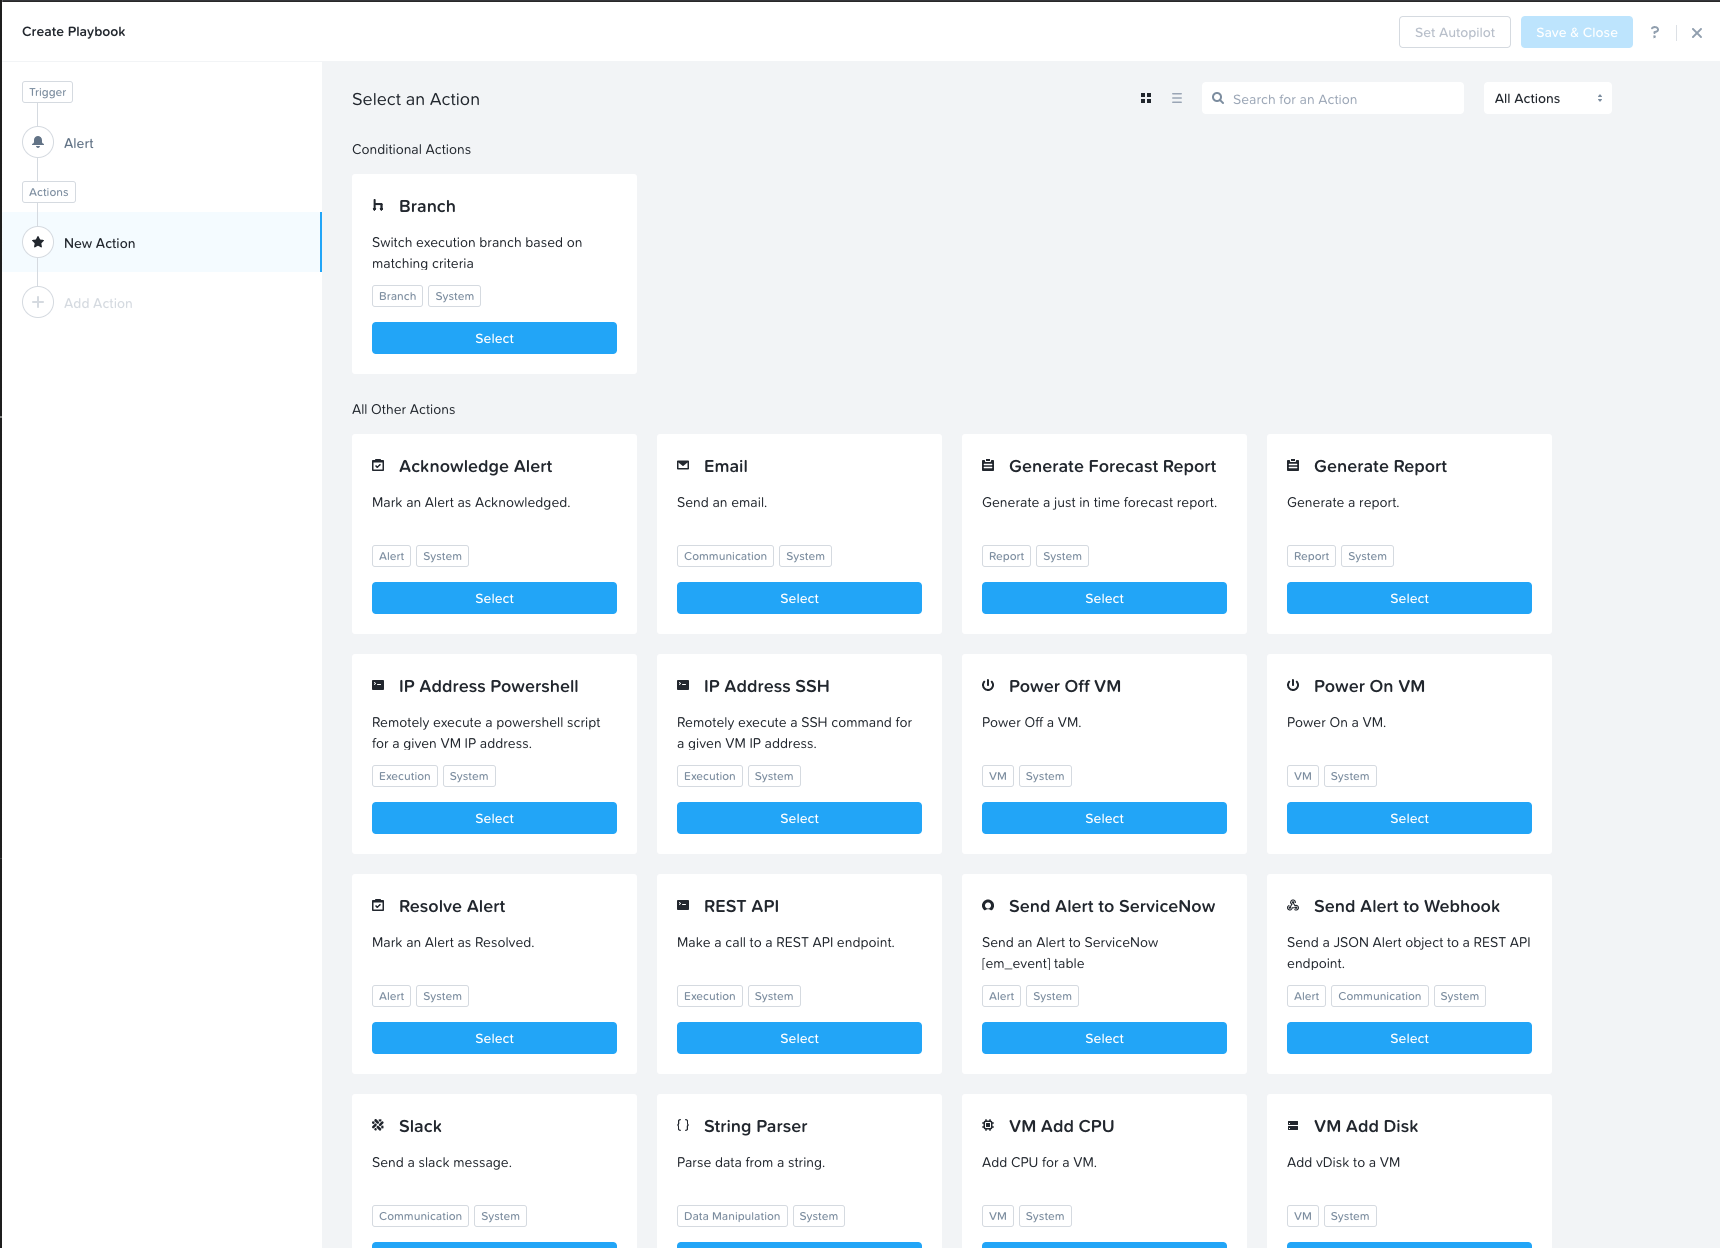 Create Playbook
Set Autopilot
Save & Close
?
Trigger
Alert
Actions
New Action
Add Action
Select an Action
Search for an Action
All Actions
Conditional Actions
Branch
Switch execution branch based on
matching criteria
Branch System
Select
All Other Actions
Acknowledge Alert
Mark an Alert as Acknowledged.
Alert System
Select
Email
Send an email.
Communication System
Select
Generate Forecast Report
Generate a just in time forecast report.
Report System
Select
Generate Report
Generate a report.
Report System
Select
IP Address Powershell
Remotely execute a powershell script
for a given VM IP address.
Execution System
Select
IP Address SSH
Remotely execute a SSH command for
a given VM IP address.
Execution System
Select
Power Off VM
Power Off a VM.
VM System
Select
Power On VM
Power On a VM.
VM System
Select
Resolve Alert
Mark an Alert as Resolved.
Alert System
Select
REST API
Make a call to a REST API endpoint.
Execution System
Select
Send Alert to ServiceNow
Send an Alert to ServiceNow
[em_event] table
Alert System
Select
Send Alert to Webhook
Send a JSON Alert object to a REST API
endpoint.
Alert Communication System
Select
Slack
Send a slack message.
Communication System
String Parser
Parse data from a string.
Data Manipulation System
VM Add CPU
Add CPU for a VM.
VM System
VM Add Disk
Add vDisk to a VM
VM System